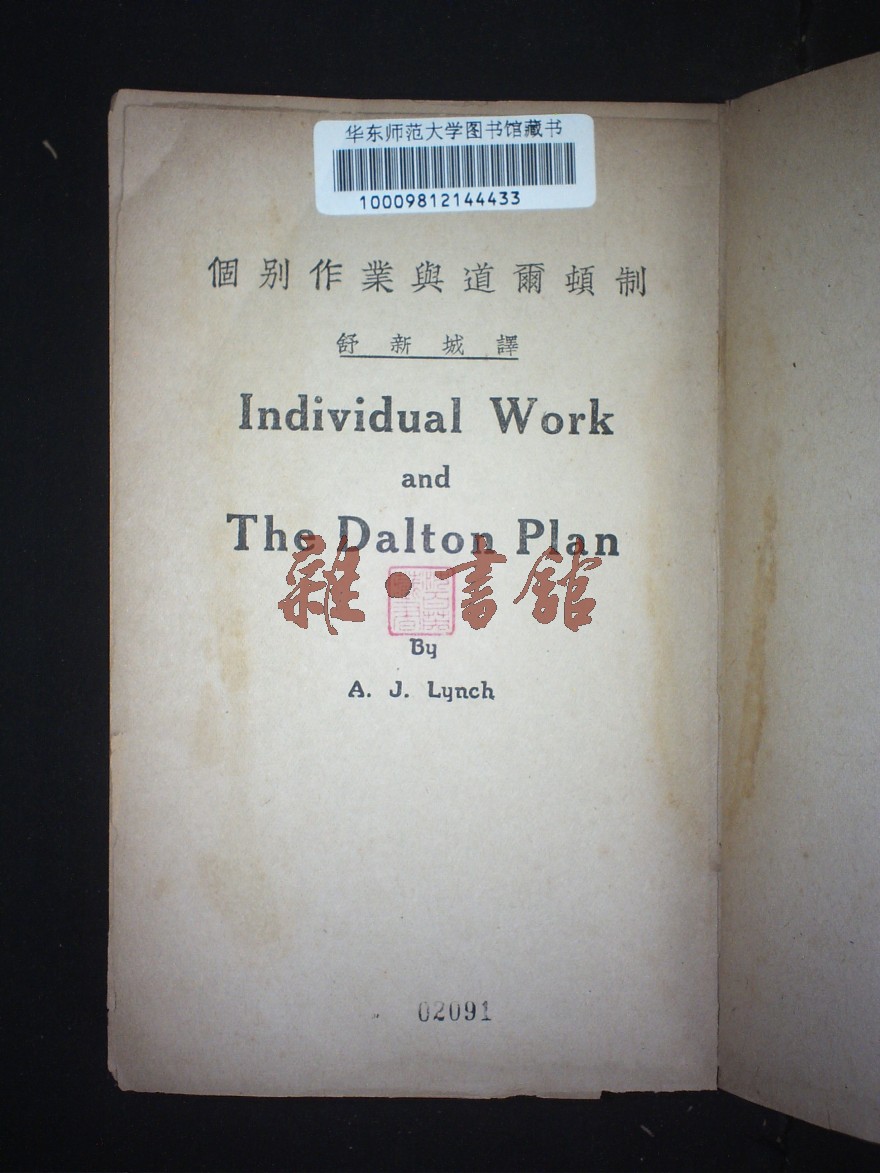 华东师范大学图书馆藏书
10009812144433
個别作業與道爾頓制
舒新城譯
Individual Work
and
The Dalton Plan
雜·書館
By
A. J. Lynch
02091